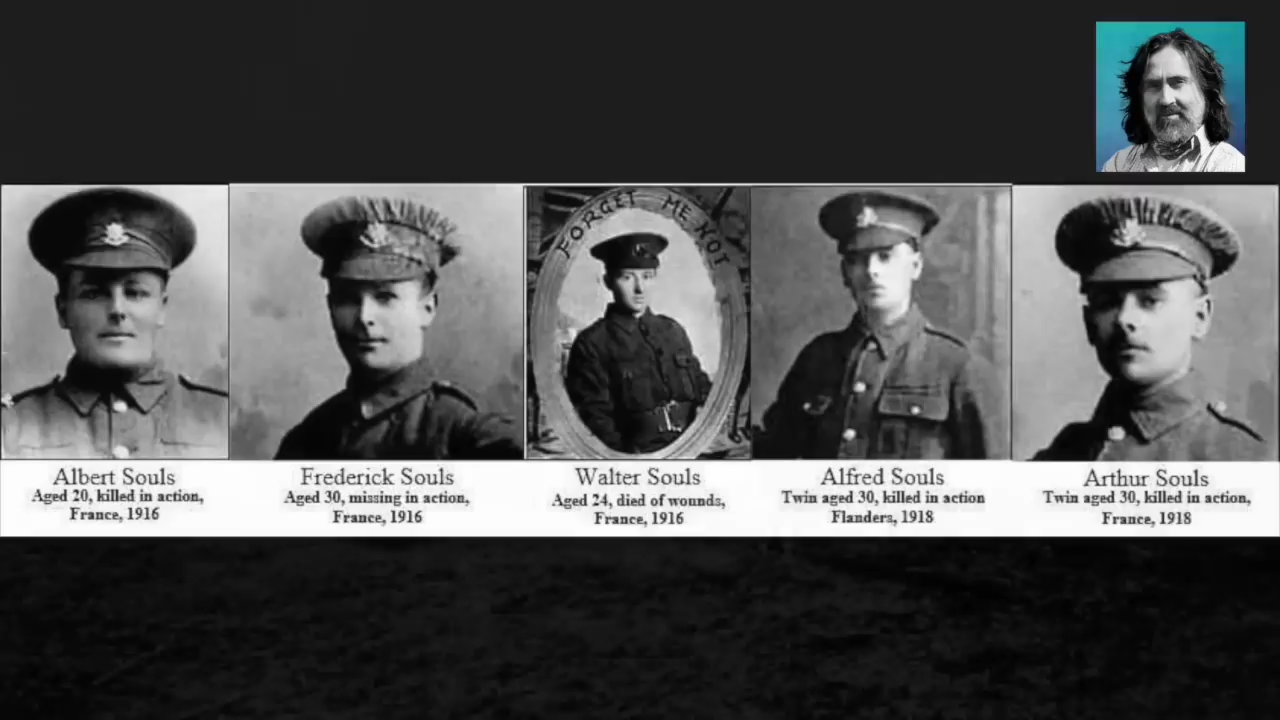 FORGET ME NOT
Albert Souls
Aged 20, killed in action,
France, 1916
Frederick Souls
Aged 30, missing in action,
France, 1916
Walter Souls
Aged 24, died of wounds,
France, 1916
Alfred Souls
Twin aged 30, killed in action
Flanders, 1918
Arthur Souls
Twin aged 30, killed in action,
France, 1918